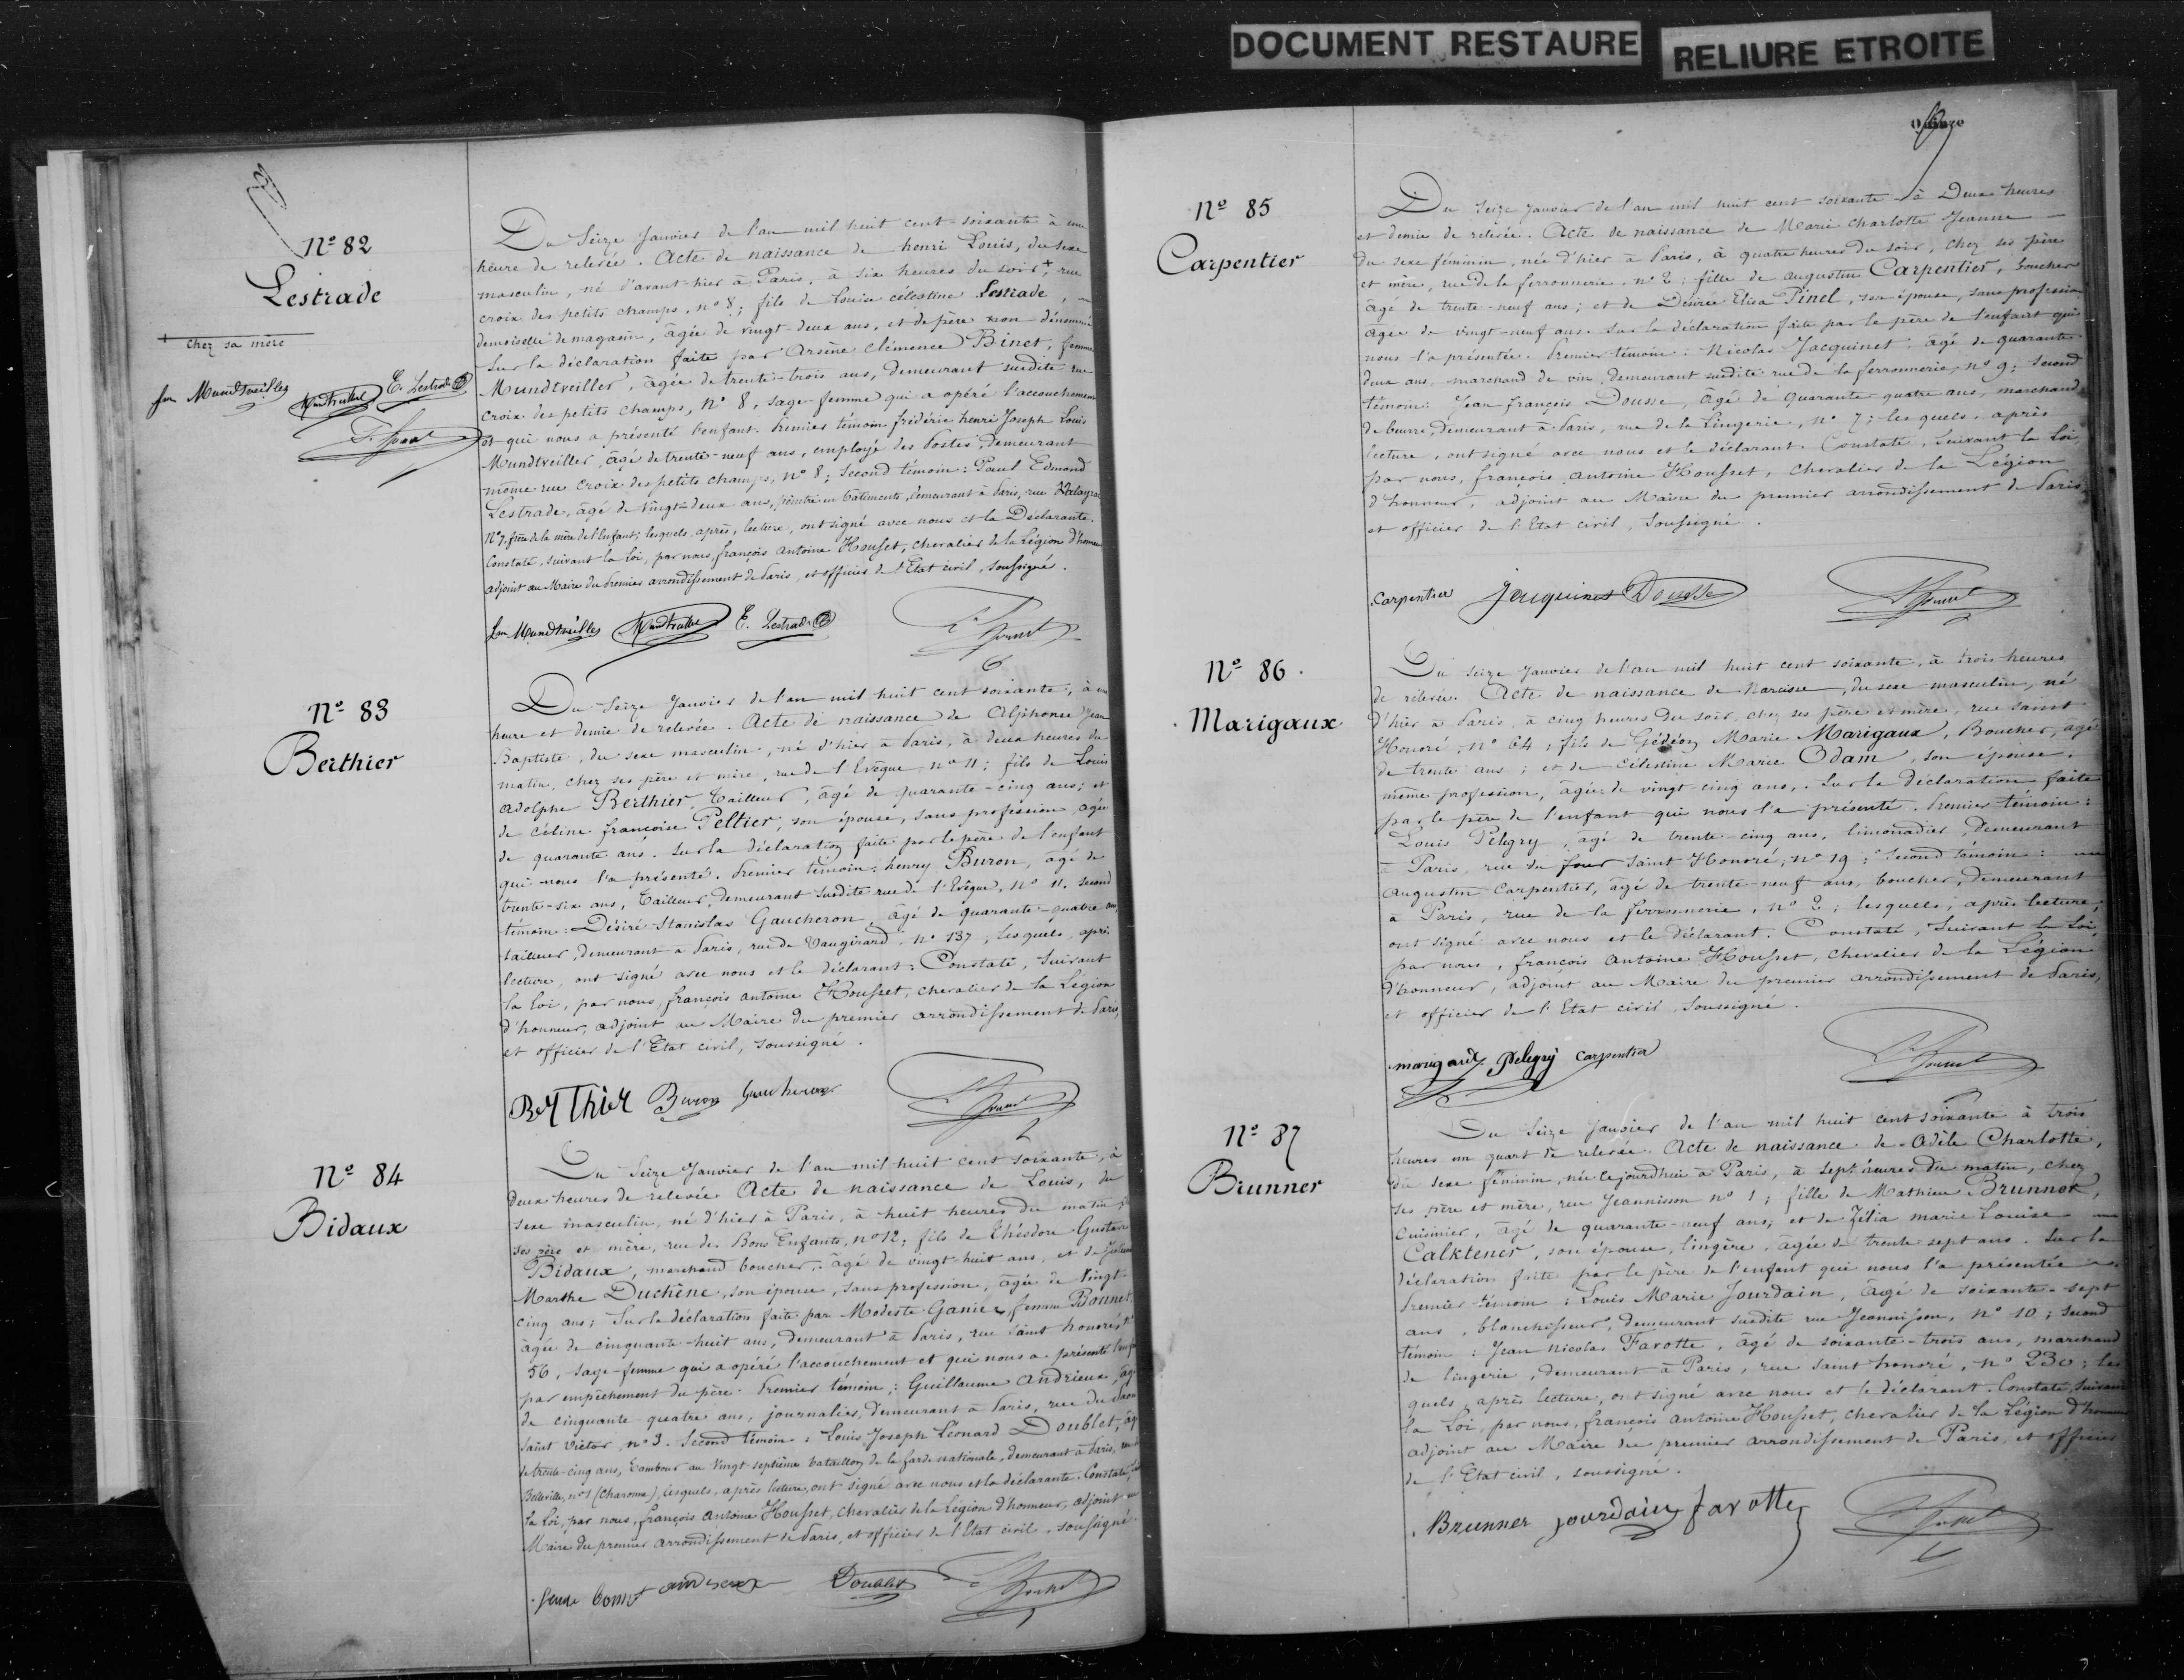 DOCUMENT RESTAURE
RELIURE ETROITE
Nº 82
Lestrade
+ chez sa mère
fme Mundtweiller Mundtweiller E. Lestrade
Du Seize Janvier de l'an mil huit cent soixante à une
heure de relevée. Acte de naissance de henri Louis, du sexe
masculin, né d'avant-hier à Paris, à six heures du soir +, rue
croix des petits champs, nº 8; fils de Louise célestine Lestrade,
demoiselle de magasin, âgée de vingt-deux ans, et de père non dénommé
Sur la déclaration faite par Arsène Clémence Binet, femme
Mundtveiller, âgée de trente-trois ans, demeurant susdite rue
croix des petits champs, nº 8, sage-femme qui a opéré l'accouchement
et qui nous a présenté l'enfant. Premier témoin frédéric henri Joseph Louis
Mundtveiller, âgé de trente-neuf ans, employé des Postes, demeurant
même rue Croix des petits champs, nº 8; Second témoin: Paul Edmond
Lestrade, âgé de Vingt-deux ans, peintre en bâtiments, demeurant à Paris, rue Dalayrac
Nº 7, frère de la mère de l'Enfant; lesquels, après, lecture, ont signé avec nous et la Déclarante.
Constaté, suivant la loi, par nous, françois antoine Housset, chevalier de la Légion d'honneur
adjoint au Maire du Premier arrondissement de Paris, et officier de l'Etat civil, soussigné.
fme Mundtweiller Mundtweiller E. Lestrade
Nº 83
Berthier
Du Seize Janvier de l'an mil huit cent soixante, à une
heure et demie de relevée. Acte de naissance de Alphonse Jean
Baptiste, du sexe masculin, né d'hier à Paris, à deux heures du
matin, chez ses père et mère, rue de l'Evêque, nº 11; fils de Louis
Adolphe Berthier, Tailleur, âgé de quarante-cinq ans; et
de Céline françoise Peltier, son épouse, sans profession, âgée
de quarante ans. Sur la déclaration faite par le père de l'enfant
qui nous l'a présenté. Premier témoin: henry Buron, âgé de
trente-six ans, Tailleur, demeurant susdite rue de l'Evêque, nº 11. Second
témoin: Désiré Stanislas Gaucheron, âgé de quarante-quatre ans,
tailleur, demeurant à Paris, rue de Vaugirard, nº 137; lesquels, après
lecture, ont signé avec nous et le déclarant. Constaté, suivant
la loi, par nous, françois antoine Housset, chevalier de la Légion
d'honneur, adjoint au Maire du premier arrondissement de Paris,
et officier de l'Etat civil, soussigné.
BerThier Buron Gaucheron
Nº 84
Bidaux
Du Seize Janvier de l'an mil huit cent soixante, à
deux heures de relevée. Acte de naissance de Louis, du
sexe masculin, né d'hier à Paris, à huit heures du matin,
ses père et mère, rue des Bons Enfants, nº 12; fils de Théodore Gustave
Bidaux, marchand boucher, âgé de vingt-huit ans, et de
Marthe Duchêne, son épouse, sans profession, âgée de Vingt
cinq ans; Sur la déclaration faite par Modeste Ganier, femme Bonnet,
âgée de cinquante-huit ans, demeurant à Paris, rue Saint honoré, nº
56, sage-femme qui a opéré l'accouchement et qui nous a présenté l'enfant
par empêchement du père. Premier témoin: Guillaume Andrieux, âgé
de cinquante quatre ans, journalier, demeurant à Paris, rue du
Saint Victor, nº 3. Second témoin: Louis Joseph Léonard Doublet, âgé
de trente-cinq ans, tambour au Vingt septième bataillon de la Garde nationale, demeurant à Paris,
Belleville, nº 1 (Charonne), lesquels, après lecture, ont signé avec nous et la déclarante. Constaté,
la Loi, par nous, françois antoine Housset, chevalier de la Légion d'honneur, adjoint au
Maire du premier arrondissement de Paris, et officier de l'Etat civil, soussigné.
andrieux Doublet
Quinze
Nº 85
Carpentier
Du Seize Janvier de l'an mil huit cent soixante à Deux heures
et demie de relevée. Acte de naissance de Marie Charlotte Jeanne
du sexe féminin, née d'hier à Paris, à quatre heures du soir, chez ses père
et mère, rue de la ferronnerie, nº 2; fille de augustin Carpentier, boucher
âgé de trente-neuf ans; et de Désirée Elisa Pinel, son épouse, sans profession
âgée de vingt-neuf ans. Sur la déclaration faite par le père de l'enfant qui
nous l'a présentée. Premier témoin: Nicolas Jacquinet, âgé de quarante
deux ans, marchand de vin, demeurant susdite rue de la ferronnerie, nº 9; Second
témoin: Jean françois Dousse, âgé de quarante quatre ans, marchand
de beurre, demeurant à Paris, rue de la Lingerie, nº 7; lesquels, après
lecture, ont signé avec nous et le déclarant. Constaté, Suivant la Loi,
par nous, françois antoine Housset, chevalier de la Légion
d'honneur, adjoint au Maire du premier arrondissement de Paris,
et officier de l'Etat civil, soussigné.
Carpentier Jacquinet Dousse
Nº 86.
Marigaux
Du seize Janvier de l'an mil huit cent soixante, à trois heures
de relevée. Acte de naissance de Narcisse, du sexe masculin, né
d'hier à Paris, à cinq heures du soir, chez ses père et mère, rue Saint
Honoré, nº 64; fils de Gédéon Marie Marigaux, Boucher, âgé
de trente ans; et de Célestine Marie Odam, son épouse,
même profession, âgée de vingt-cinq ans. Sur la déclaration faite
par le père de l'enfant qui nous l'a présenté. Premier témoin:
Louis Pélegry, âgé de trente-cinq ans, limonadier, demeurant
à Paris, rue du four Saint Honoré, nº 19; Second témoin:
augustin Carpentier, âgé de trente-neuf ans, boucher, demeurant
à Paris, rue de la ferronnerie, nº 2; lesquels, après lecture,
ont signé avec nous et le déclarant. Constaté, Suivant la Loi,
par nous, françois antoine Housset, chevalier de la Légion
d'honneur, adjoint au Maire du premier arrondissement de Paris,
et officier de l'Etat civil, soussigné.
marigaux Pelegry Carpentier
Nº 87
Brunner
Du Seize Janvier de l'an mil huit cent soixante à trois
heures un quart de relevée. Acte de naissance de Adèle Charlotte,
du sexe féminin, née cejourd'hui à Paris, à sept heures du matin, chez
ses père et mère, rue Jeannisson nº 1; fille de Mathieu Brunner,
cuisinier, âgé de quarante-neuf ans; et de Zélia marie Louise
Calktener, son épouse, lingère, âgée de trente-sept ans. Sur la
déclaration faite par le père de l'enfant qui nous l'a présentée
Premier témoin: Louis Marie Jourdain, âgé de soixante-sept
ans, blanchisseur, demeurant susdite rue Jeannisson, nº 10; Second
témoin: Jean Nicolas Favotte, âgé de soixante-trois ans, marchand
de lingerie, demeurant à Paris, rue Saint honoré, nº 230; les
quels, après lecture, ont signé avec nous et le déclarant. Constaté, Suivant
la Loi, par nous, françois antoine Housset, chevalier de la Légion d'honneur
adjoint au Maire du premier arrondissement de Paris, et officier
de l'Etat civil, soussigné.
Brunner jourdain favotte